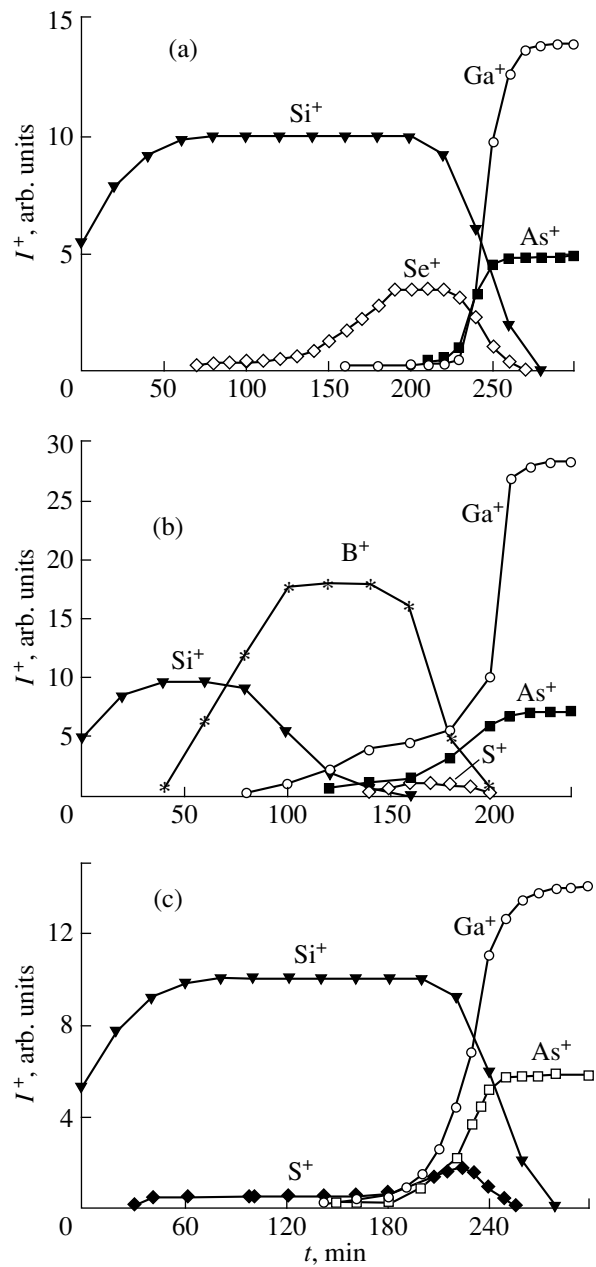 15
(a)
Ga⁺
Si⁺
10
I⁺, arb. units
As⁺
5
Se⁺
0
50
100
150
200
250
30
(b)
25
Ga⁺
B⁺
20
I⁺, arb. units
15
Si⁺
10
As⁺
S⁺
5
0
50
100
150
200
(c)
Ga⁺
12
Si⁺
I⁺, arb. units
8
As⁺
4
S⁺
0
60
120
180
240
t, min